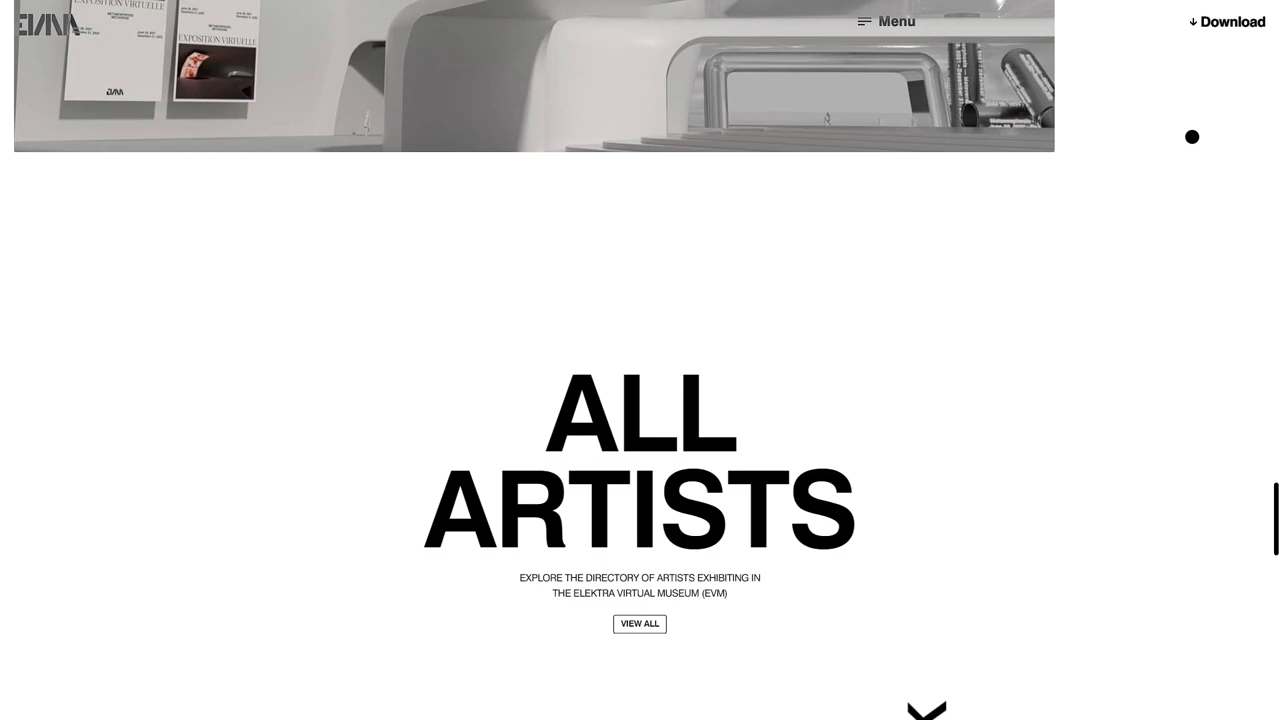 EVM
Menu
Download
EXPOSITION VIRTUELLE
EXPOSITION VIRTUELLE
EVM
ALL
ARTISTS
EXPLORE THE DIRECTORY OF ARTISTS EXHIBITING IN
THE ELEKTRA VIRTUAL MUSEUM (EVM)
VIEW ALL